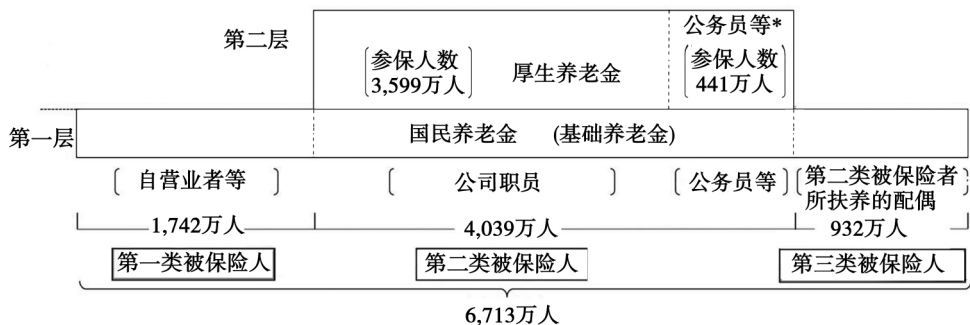 公务员等*
第二层
参保人数
3,599万人
厚生养老金
参保人数
441万人
第一层
国民养老金 (基础养老金)
自营业者等
公司职员
公务员等
第二类被保险者
所扶养的配偶
1,742万人
4,039万人
932万人
第一类被保险人
第二类被保险人
第三类被保险人
6,713万人